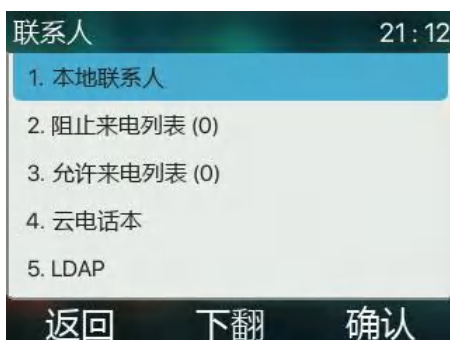 联系人 21:12
1. 本地联系人
2. 阻止来电列表 (0)
3. 允许来电列表 (0)
4. 云电话本
5. LDAP
返回 下翻 确认